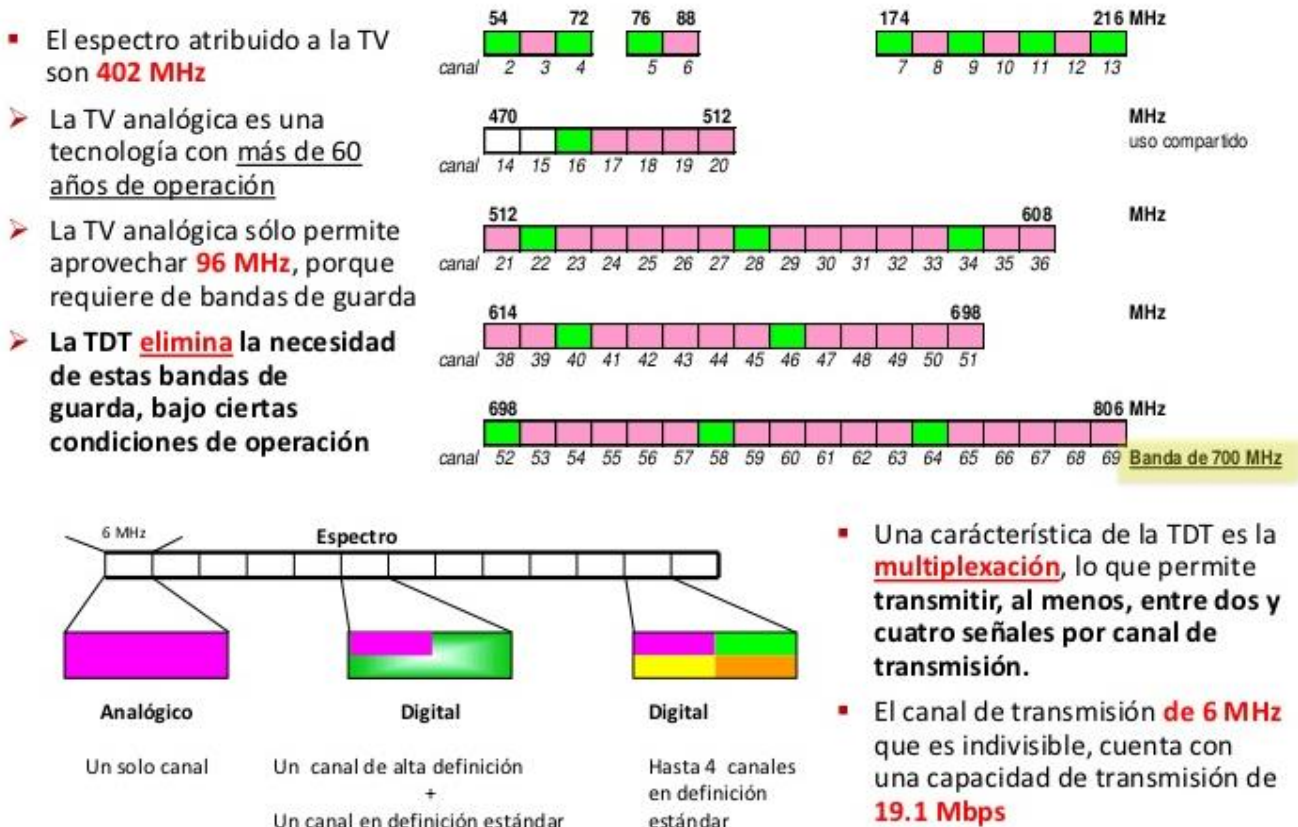 ▪ El espectro atribuido a la TV
son 402 MHz
➤ La TV analógica es una
tecnología con más de 60
años de operación
➤ La TV analógica sólo permite
aprovechar 96 MHz, porque
requiere de bandas de guarda
➤ La TDT elimina la necesidad
de estas bandas de
guarda, bajo ciertas
condiciones de operación
54 72 76 88 174 216 MHz
canal 2 3 4 5 6 7 8 9 10 11 12 13
470 512 MHz
uso compartido
canal 14 15 16 17 18 19 20
512 608 MHz
canal 21 22 23 24 25 26 27 28 29 30 31 32 33 34 35 36
614 698 MHz
canal 38 39 40 41 42 43 44 45 46 47 48 49 50 51
698 806 MHz
canal 52 53 54 55 56 57 58 59 60 61 62 63 64 65 66 67 68 69 Banda de 700 MHz
6 MHz Espectro
Analógico
Un solo canal
Digital
Un canal de alta definición
+
Un canal en definición estándar
Digital
Hasta 4 canales
en definición
estándar
▪ Una carácterística de la TDT es la
multiplexación, lo que permite
transmitir, al menos, entre dos y
cuatro señales por canal de
transmisión.
▪ El canal de transmisión de 6 MHz
que es indivisible, cuenta con
una capacidad de transmisión de
19.1 Mbps